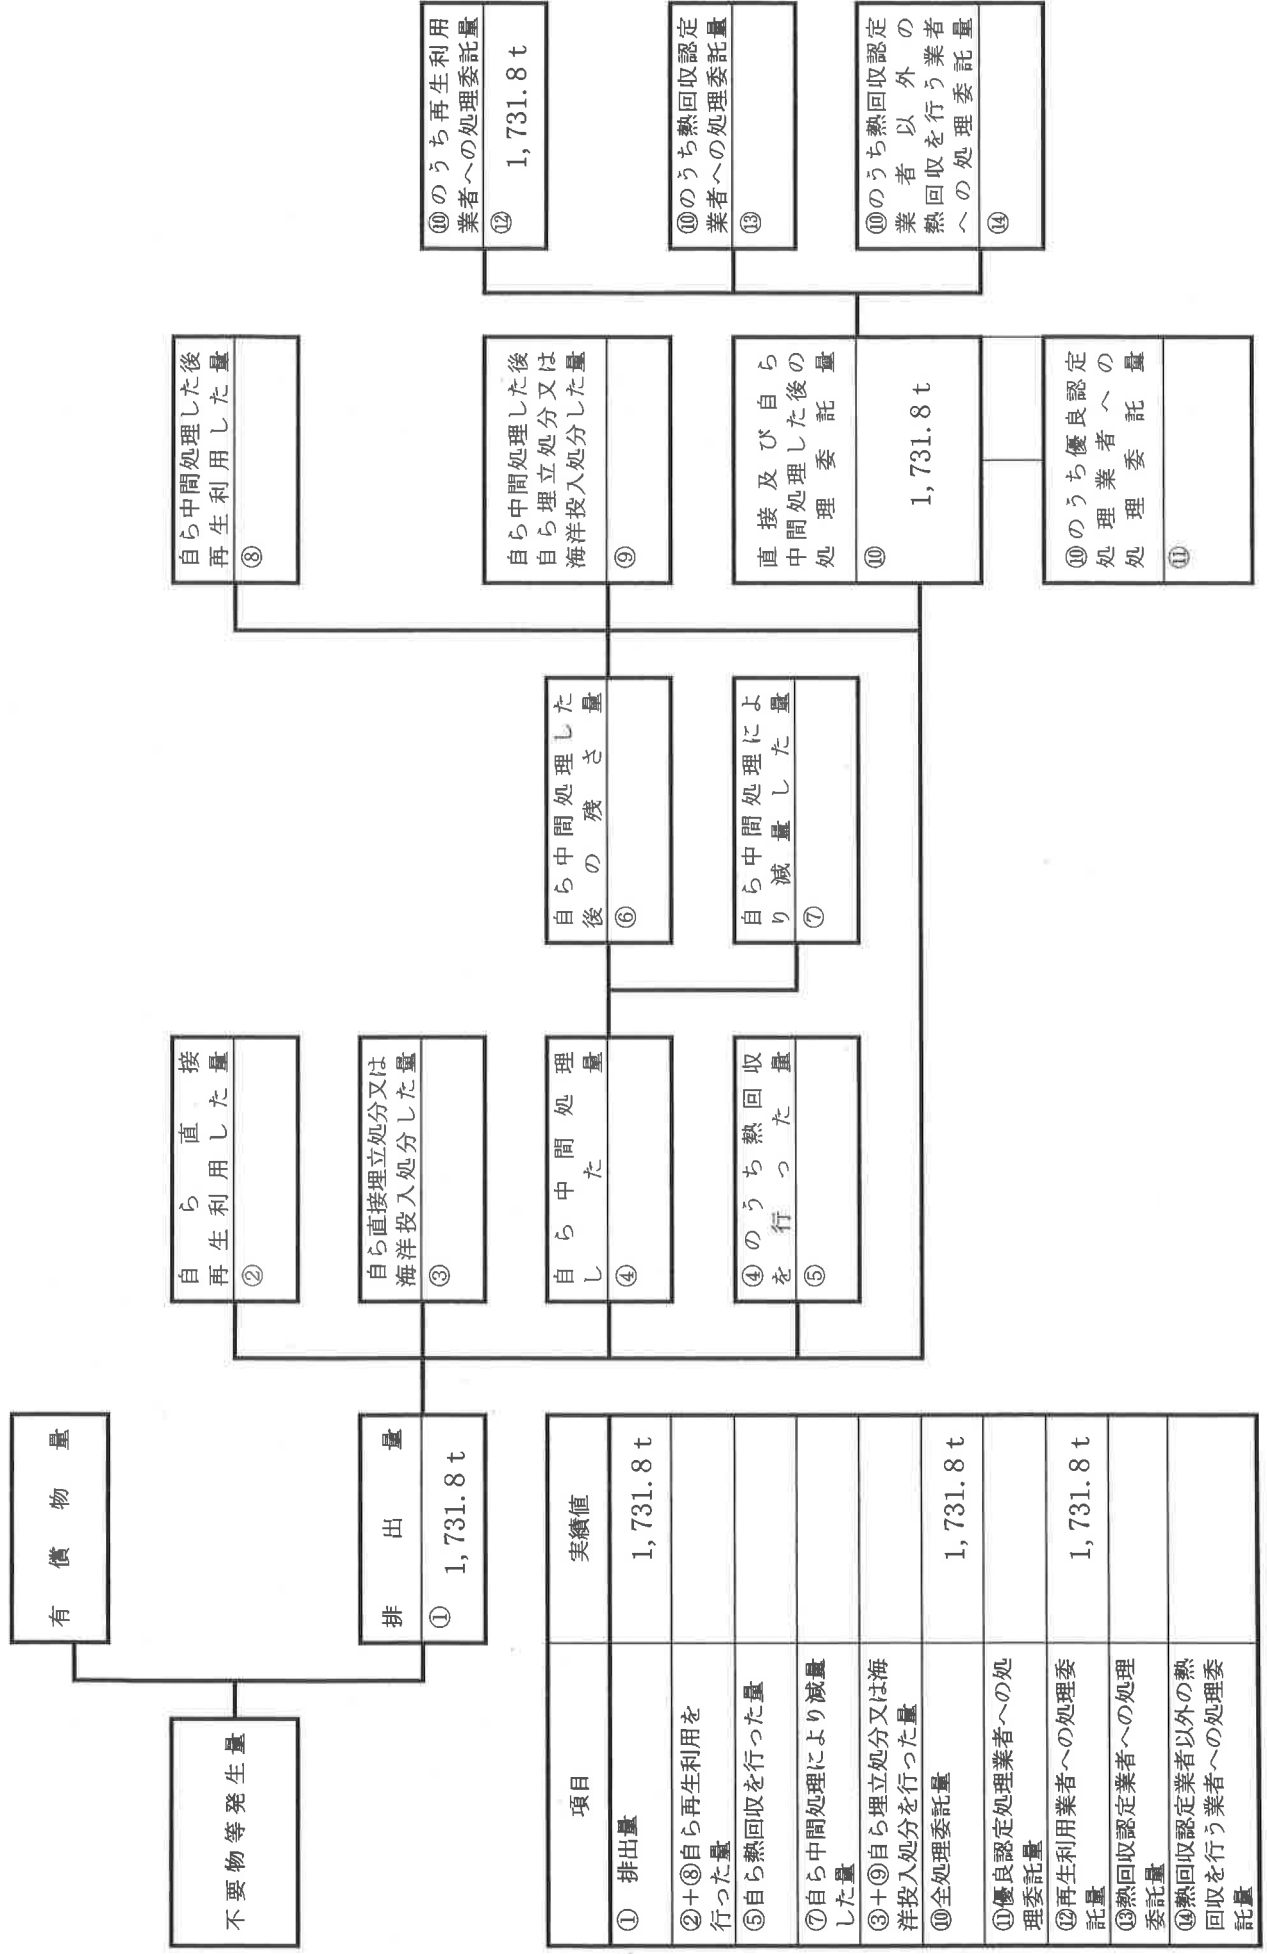 不要物等発生量
有償物量
排出量
① 1,731.8ｔ
自ら直接
再生利用した量
②
自ら直接埋立処分又は
海洋投入処分した量
③
自ら中間処理
した量
④
④のうち熱回収
を行った量
⑤
自ら中間処理した
後の残さ量
⑥
自ら中間処理によ
り減量した量
⑦
自ら中間処理した後
再生利用した量
⑧
自ら中間処理した後
自ら埋立処分又は
海洋投入処分した量
⑨
直接及び自ら
中間処理した後の
処理委託量
⑩
1,731.8ｔ
⑩のうち優良認定
処理業者への
処理委託量
⑪
⑩のうち再生利用
業者への処理委託量
⑫
1,731.8ｔ
⑩のうち熱回収認定
業者への処理委託量
⑬
⑩のうち熱回収認定
業者以外の
熱回収を行う業者
への処理委託量
⑭
項目 実績値
① 排出量 1,731.8ｔ
②＋⑧自ら再生利用を
行った量
⑤自ら熱回収を行った量
⑦自ら中間処理により減量
した量
③＋⑨自ら埋立処分又は海
洋投入処分を行った量
⑩全処理委託量 1,731.8ｔ
⑪優良認定処理業者への処
理委託量
⑫再生利用業者への処理委 1,731.8ｔ
託量
⑬熱回収認定業者への処理
委託量
⑭熱回収認定業者以外の熱
回収を行う業者への処理委
託量